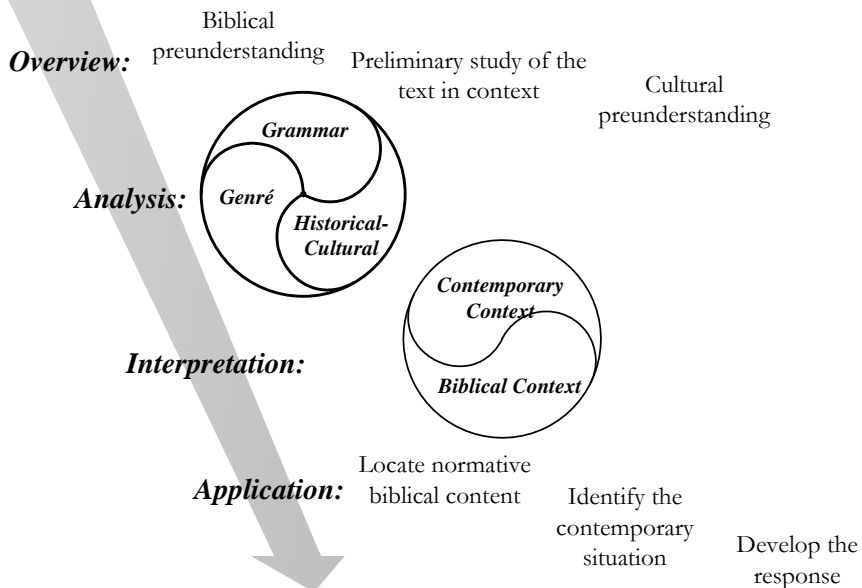 Overview:
Biblical
preunderstanding
Preliminary study of the
text in context
Cultural
preunderstanding
Analysis:
Grammar
Genré
Historical-
Cultural
Interpretation:
Contemporary
Context
Biblical Context
Application:
Locate normative
biblical content
Identify the
contemporary
situation
Develop the
response